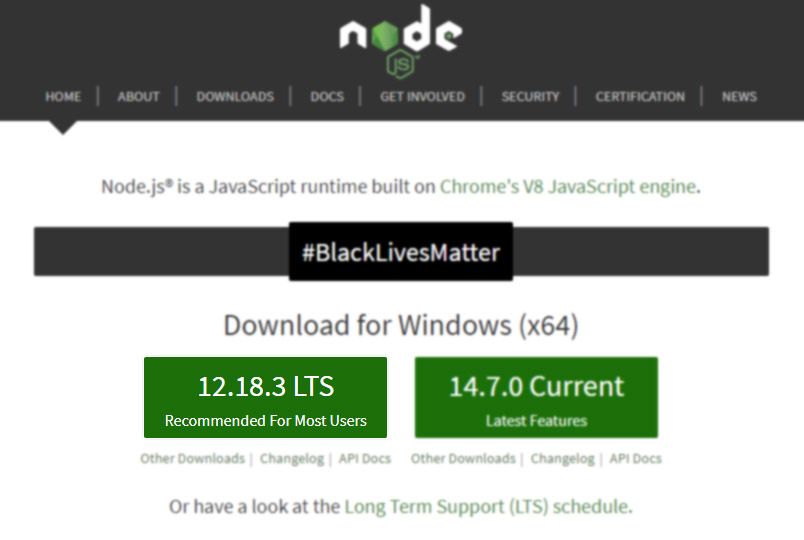 node
JS
HOME | ABOUT | DOWNLOADS | DOCS | GET INVOLVED | SECURITY | CERTIFICATION | NEWS
Node.js® is a JavaScript runtime built on Chrome's V8 JavaScript engine.
#BlackLivesMatter
Download for Windows (x64)
12.18.3 LTS
Recommended For Most Users
14.7.0 Current
Latest Features
Other Downloads | Changelog | API Docs
Other Downloads | Changelog | API Docs
Or have a look at the Long Term Support (LTS) schedule.